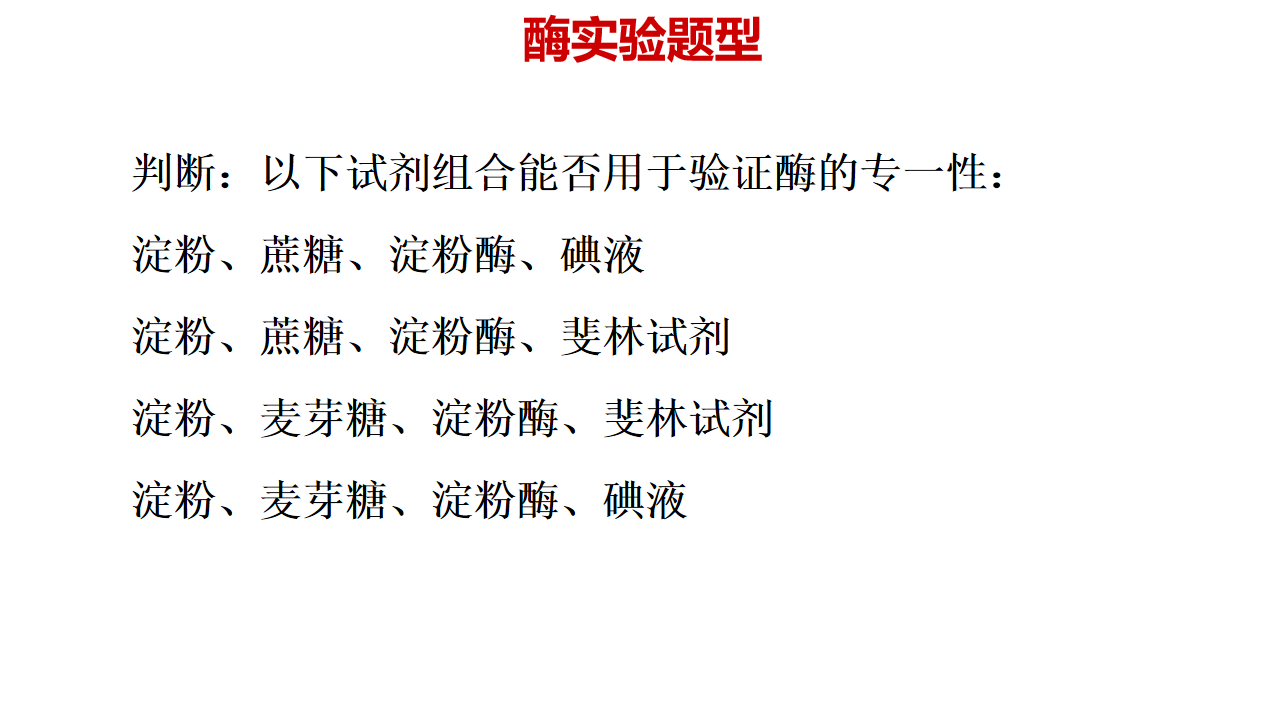 酶实验题型
判断：以下试剂组合能否用于验证酶的专一性：
淀粉、蔗糖、淀粉酶、碘液
淀粉、蔗糖、淀粉酶、斐林试剂
淀粉、麦芽糖、淀粉酶、斐林试剂
淀粉、麦芽糖、淀粉酶、碘液